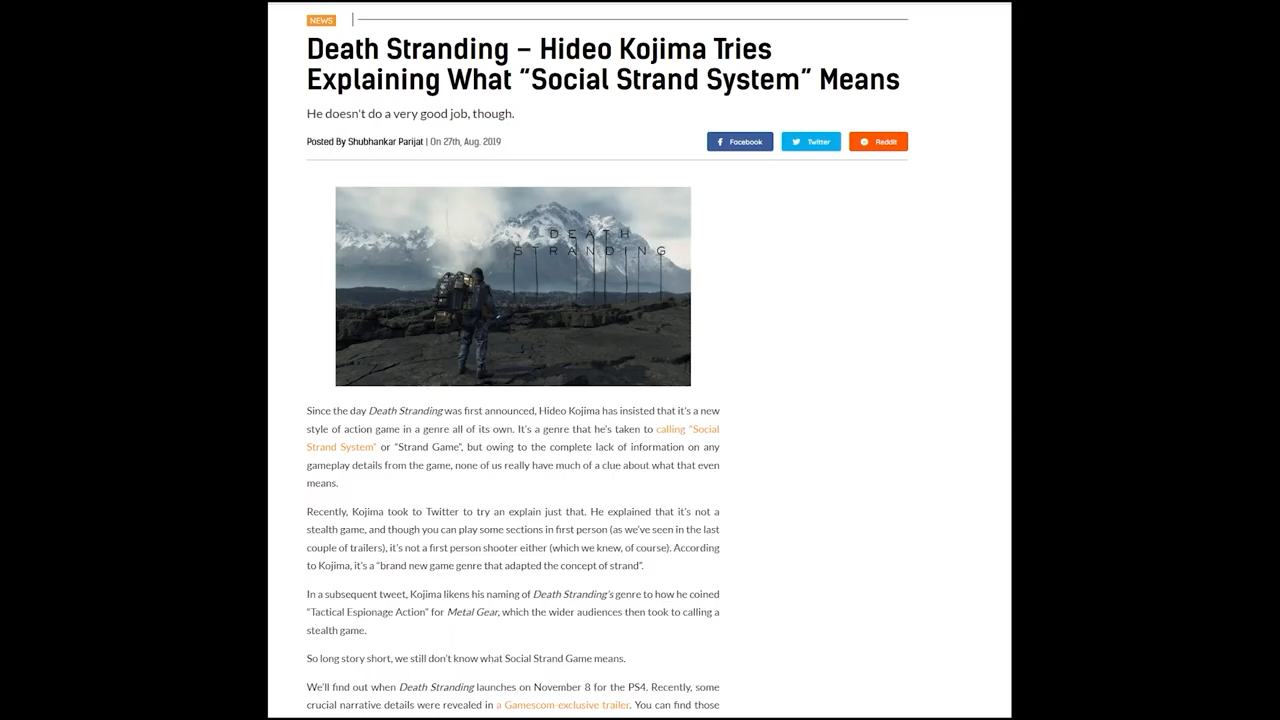 NEWS
Death Stranding – Hideo Kojima Tries
Explaining What “Social Strand System” Means
He doesn't do a very good job, though.
Posted By Shubhankar Parijat | On 27th, Aug. 2019
Facebook
Twitter
Reddit
DEATH
STRANDING
Since the day Death Stranding was first announced, Hideo Kojima has insisted that it’s a new
style of action game in a genre all of its own. It’s a genre that he’s taken to calling “Social
Strand System” or “Strand Game”, but owing to the complete lack of information on any
gameplay details from the game, none of us really have much of a clue about what that even
means.
Recently, Kojima took to Twitter to try an explain just that. He explained that it’s not a
stealth game, and though you can play some sections in first person (as we’ve seen in the last
couple of trailers), it’s not a first person shooter either (which we knew, of course). According
to Kojima, it’s a “brand new game genre that adapted the concept of strand”.
In a subsequent tweet, Kojima likens his naming of Death Stranding’s genre to how he coined
“Tactical Espionage Action” for Metal Gear, which the wider audiences then took to calling a
stealth game.
So long story short, we still don’t know what Social Strand Game means.
We’ll find out when Death Stranding launches on November 8 for the PS4. Recently, some
crucial narrative details were revealed in a Gamescom-exclusive trailer. You can find those